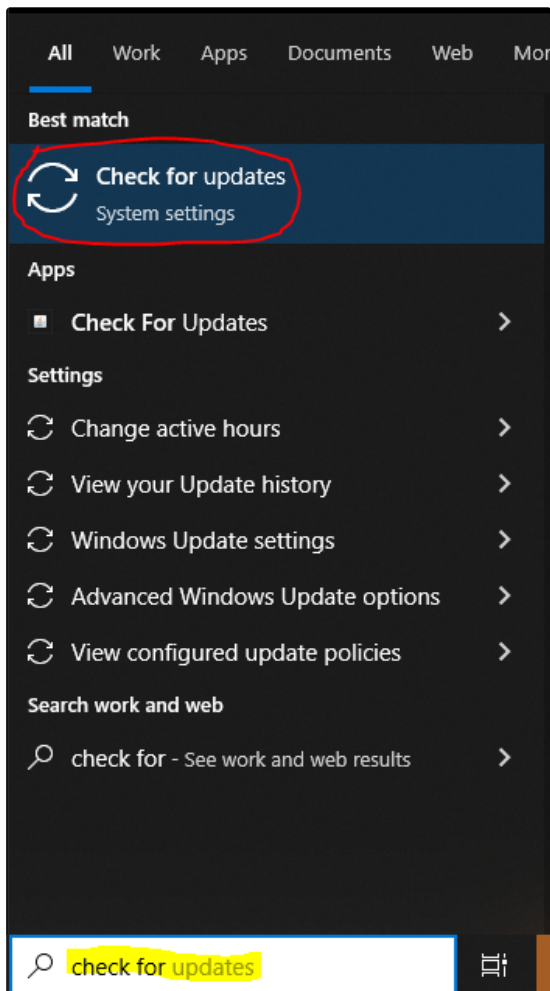 All Work Apps Documents Web Mor
Best match
Check for updates
System settings
Apps
Check For Updates
Settings
Change active hours
View your Update history
Windows Update settings
Advanced Windows Update options
View configured update policies
Search work and web
check for - See work and web results
check for updates